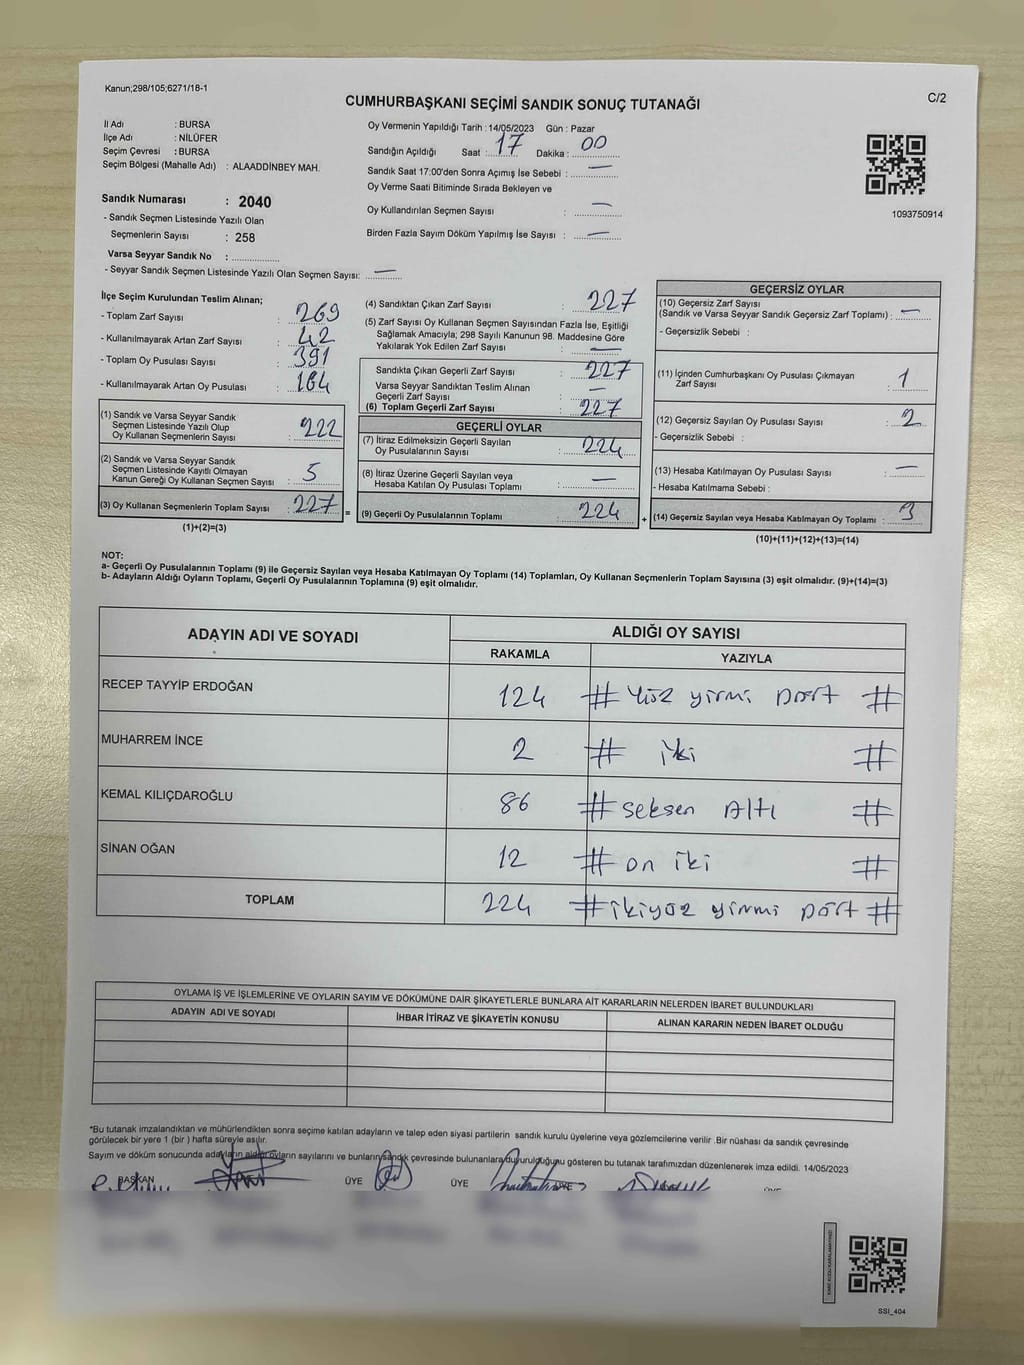 Kanun;298/105;6271/18-1
CUMHURBAŞKANI SEÇİMİ SANDIK SONUÇ TUTANAĞI
C/2
İl Adı : BURSA
İlçe Adı : NİLÜFER
Seçim Çevresi : BURSA
Seçim Bölgesi (Mahalle Adı) : ALAADDİNBEY MAH.
Sandık Numarası : 2040
- Sandık Seçmen Listesinde Yazılı Olan
Seçmenlerin Sayısı : 258
Varsa Seyyar Sandık No :
- Seyyar Sandık Seçmen Listesinde Yazılı Olan Seçmen Sayısı: —
Oy Vermenin Yapıldığı Tarih : 14/05/2023 Gün : Pazar
Sandığın Açıldığı Saat : 17 Dakika : 00
Sandık Saat 17:00'den Sonra Açımış İse Sebebi : —
Oy Verme Saati Bitiminde Sırada Bekleyen ve
Oy Kullandırılan Seçmen Sayısı : —
Birden Fazla Sayım Döküm Yapılmış İse Sayısı : —
1093750914
İlçe Seçim Kurulundan Teslim Alınan;
- Toplam Zarf Sayısı : 269
- Kullanılmayarak Artan Zarf Sayısı : 42
- Toplam Oy Pusulası Sayısı : 391
- Kullanılmayarak Artan Oy Pusulası : 164
(1) Sandık ve Varsa Seyyar Sandık
Seçmen Listesinde Yazılı Olup
Oy Kullanan Seçmenlerin Sayısı : 222
(2) Sandık ve Varsa Seyyar Sandık
Seçmen Listesinde Kayıtlı Olmayan
Kanun Gereği Oy Kullanan Seçmen Sayısı : 5
(3) Oy Kullanan Seçmenlerin Toplam Sayısı : 227
(1)+(2)=(3)
=
(4) Sandıktan Çıkan Zarf Sayısı : 227
(5) Zarf Sayısı Oy Kullanan Seçmen Sayısından Fazla İse, Eşitliği
Sağlamak Amacıyla; 298 Sayılı Kanunun 98. Maddesine Göre
Yakılarak Yok Edilen Zarf Sayısı : —
Sandıkta Çıkan Geçerli Zarf Sayısı : 227
Varsa Seyyar Sandıktan Teslim Alınan
Geçerli Zarf Sayısı : —
(6) Toplam Geçerli Zarf Sayısı : 227
GEÇERLİ OYLAR
(7) İtiraz Edilmeksizin Geçerli Sayılan
Oy Pusulalarının Sayısı : 224
(8) İtiraz Üzerine Geçerli Sayılan veya
Hesaba Katılan Oy Pusulası Toplamı : —
(9) Geçerli Oy Pusulalarının Toplamı : 224
+
GEÇERSİZ OYLAR
(10) Geçersiz Zarf Sayısı
(Sandık ve Varsa Seyyar Sandık Geçersiz Zarf Toplamı) : —
- Geçersizlik Sebebi :
(11) İçinden Cumhurbaşkanı Oy Pusulası Çıkmayan
Zarf Sayısı : 1
(12) Geçersiz Sayılan Oy Pusulası Sayısı : 2
- Geçersizlik Sebebi :
(13) Hesaba Katılmayan Oy Pusulası Sayısı : —
- Hesaba Katılmama Sebebi :
(14) Geçersiz Sayılan veya Hesaba Katılmayan Oy Toplamı : 3
(10)+(11)+(12)+(13)=(14)
NOT:
a- Geçerli Oy Pusulalarının Toplamı (9) ile Geçersiz Sayılan veya Hesaba Katılmayan Oy Toplamı (14) Toplamları, Oy Kullanan Seçmenlerin Toplam Sayısına (3) eşit olmalıdır. (9)+(14)=(3)
b- Adayların Aldığı Oyların Toplamı, Geçerli Oy Pusulalarının Toplamına (9) eşit olmalıdır.
ADAYIN ADI VE SOYADI
ALDIĞI OY SAYISI
RAKAMLA YAZIYLA
RECEP TAYYİP ERDOĞAN 124 # Yüz yirmi Dört #
MUHARREM İNCE 2 # iki #
KEMAL KILIÇDAROĞLU 86 # seksen Altı #
SİNAN OĞAN 12 # on iki #
TOPLAM 224 # ikiyüz yirmi Dört #
OYLAMA İŞ VE İŞLEMLERİNE VE OYLARIN SAYIM VE DÖKÜMÜNE DAİR ŞİKAYETLERLE BUNLARA AİT KARARLARIN NELERDEN İBARET BULUNDUKLARI
ADAYIN ADI VE SOYADI İHBAR İTİRAZ VE ŞİKAYETİN KONUSU ALINAN KARARIN NEDEN İBARET OLDUĞU
*Bu tutanak imzalandıktan ve mühürlendikten sonra seçime katılan adayların ve talep eden siyasi partilerin sandık kurulu üyelerine veya gözlemcilerine verilir .Bir nüshası da sandık çevresinde
görülecek bir yere 1 (bir ) hafta süreyle asılır.
Sayım ve döküm sonucunda adayların aldığı oyların sayılarını ve bunların sandık çevresinde bulunanlara duyurulduğunu gösteren bu tutanak tarafımızdan düzenlenerek imza edildi. 14/05/2023
BAŞKAN ÜYE ÜYE ÜYE
SSI_404